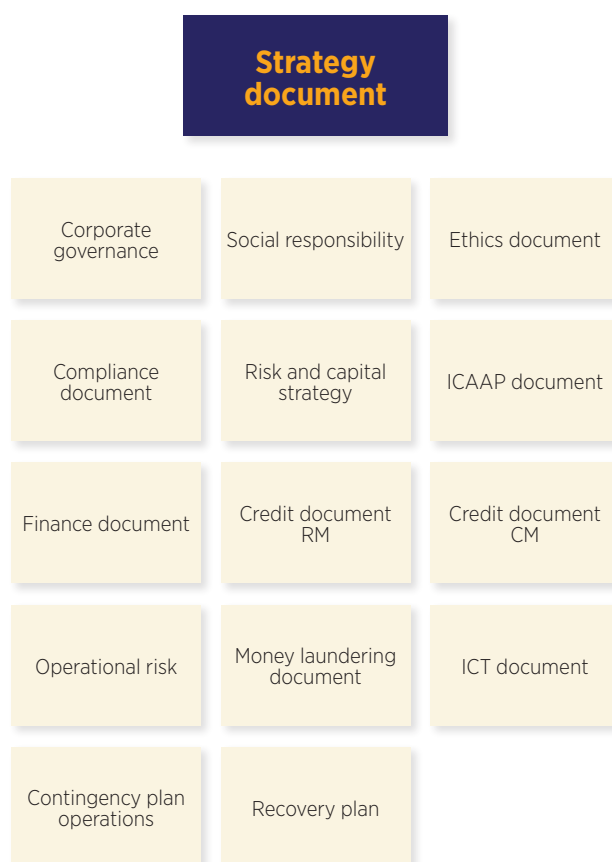 Strategy
document
Corporate
governance
Social responsibility
Ethics document
Compliance
document
Risk and capital
strategy
ICAAP document
Finance document
Credit document
RM
Credit document
CM
Operational risk
Money laundering
document
ICT document
Contingency plan
operations
Recovery plan